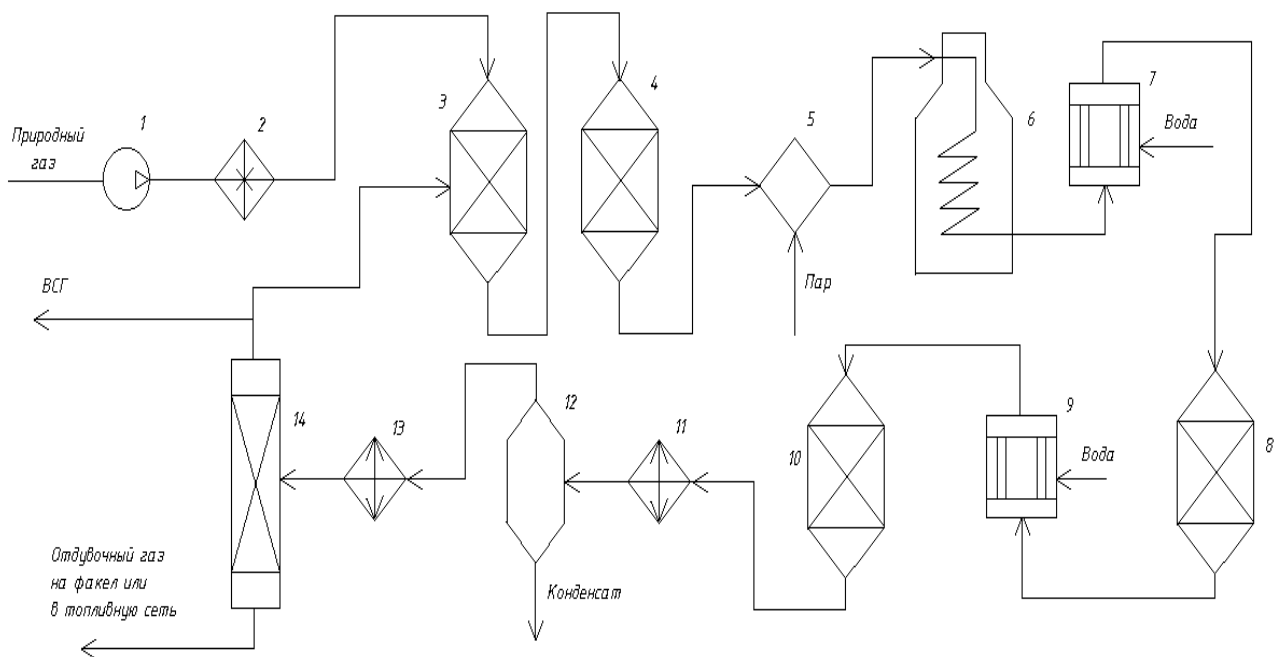 1
2
3
4
5
6
7
Природный
газ
Вода
ВСГ
Пар
8
9
10
11
12
13
14
Вода
Отдувочный газ
на факел или
в топливную сеть
Конденсат